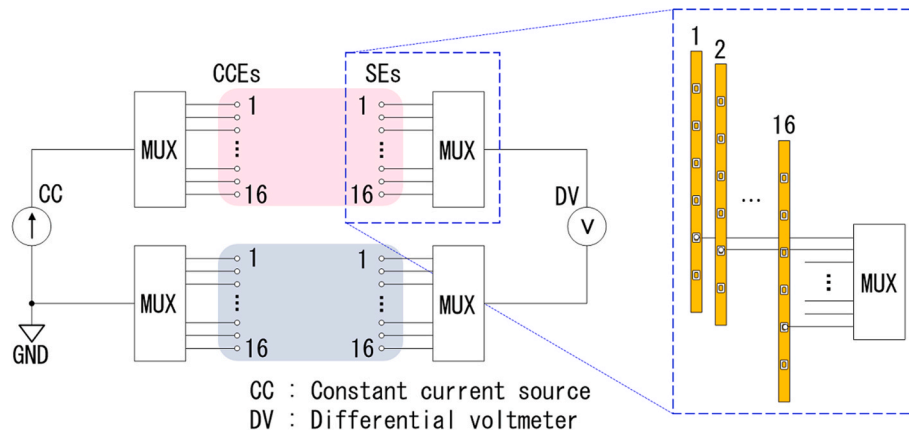 CCEs
SEs
1
1
MUX
MUX
16
16
CC
DV
V
1
1
MUX
MUX
16
16
GND
CC : Constant current source
DV : Differential voltmeter
1
2
16
...
MUX